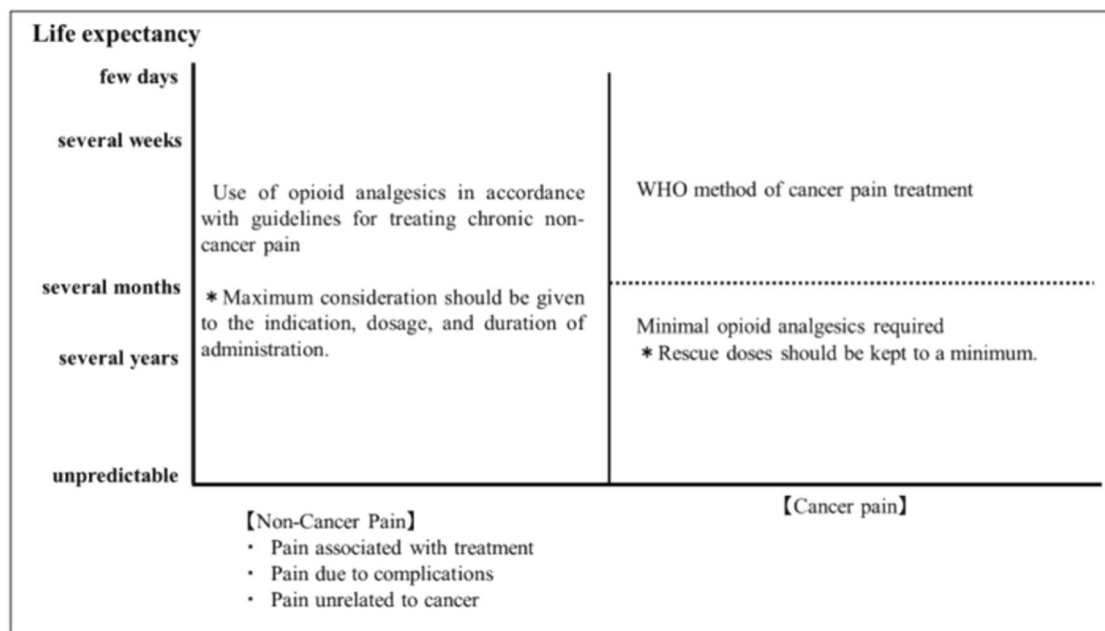 Life expectancy
few days
several weeks
several months
several years
unpredictable
Use of opioid analgesics in accordance
with guidelines for treating chronic non-
cancer pain
* Maximum consideration should be given
to the indication, dosage, and duration of
administration.
WHO method of cancer pain treatment
Minimal opioid analgesics required
* Rescue doses should be kept to a minimum.
【Non-Cancer Pain】
・ Pain associated with treatment
・ Pain due to complications
・ Pain unrelated to cancer
【Cancer pain】